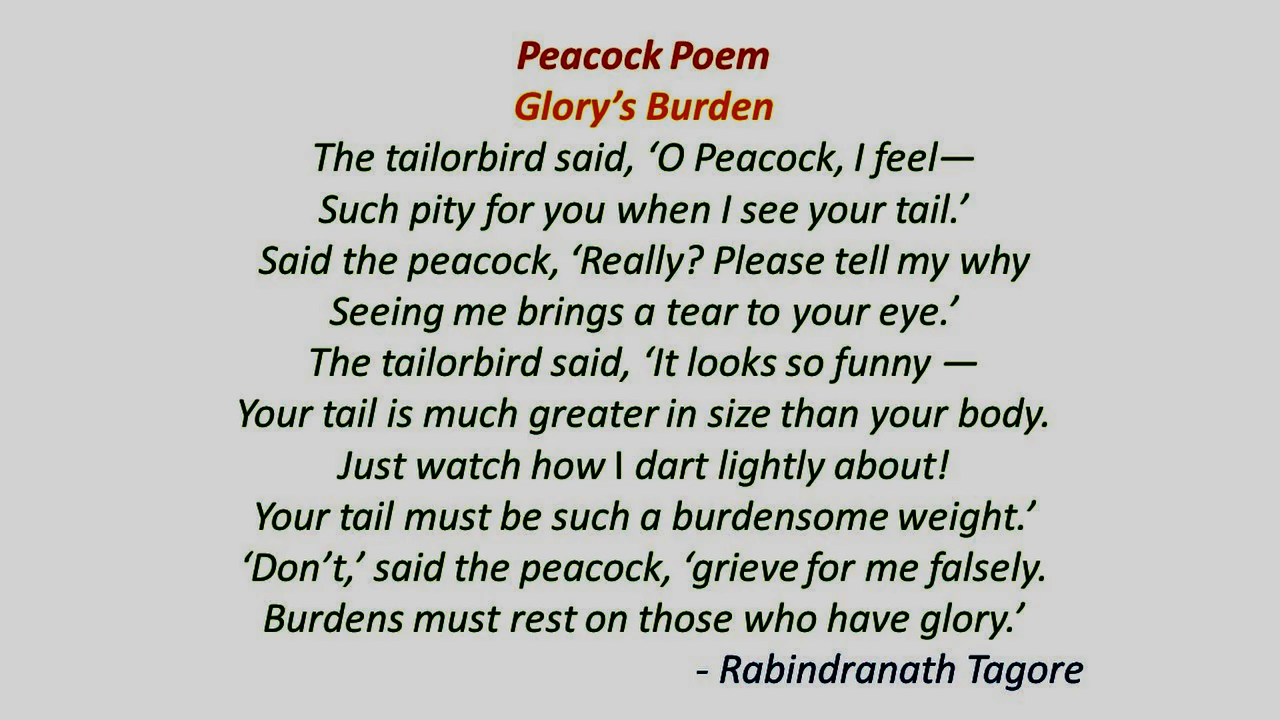 Peacock Poem
Glory’s Burden
The tailorbird said, ‘O Peacock, I feel—
Such pity for you when I see your tail.’
Said the peacock, ‘Really? Please tell my why
Seeing me brings a tear to your eye.’
The tailorbird said, ‘It looks so funny —
Your tail is much greater in size than your body.
Just watch how I dart lightly about!
Your tail must be such a burdensome weight.’
‘Don’t,’ said the peacock, ‘grieve for me falsely.
Burdens must rest on those who have glory.’
- Rabindranath Tagore